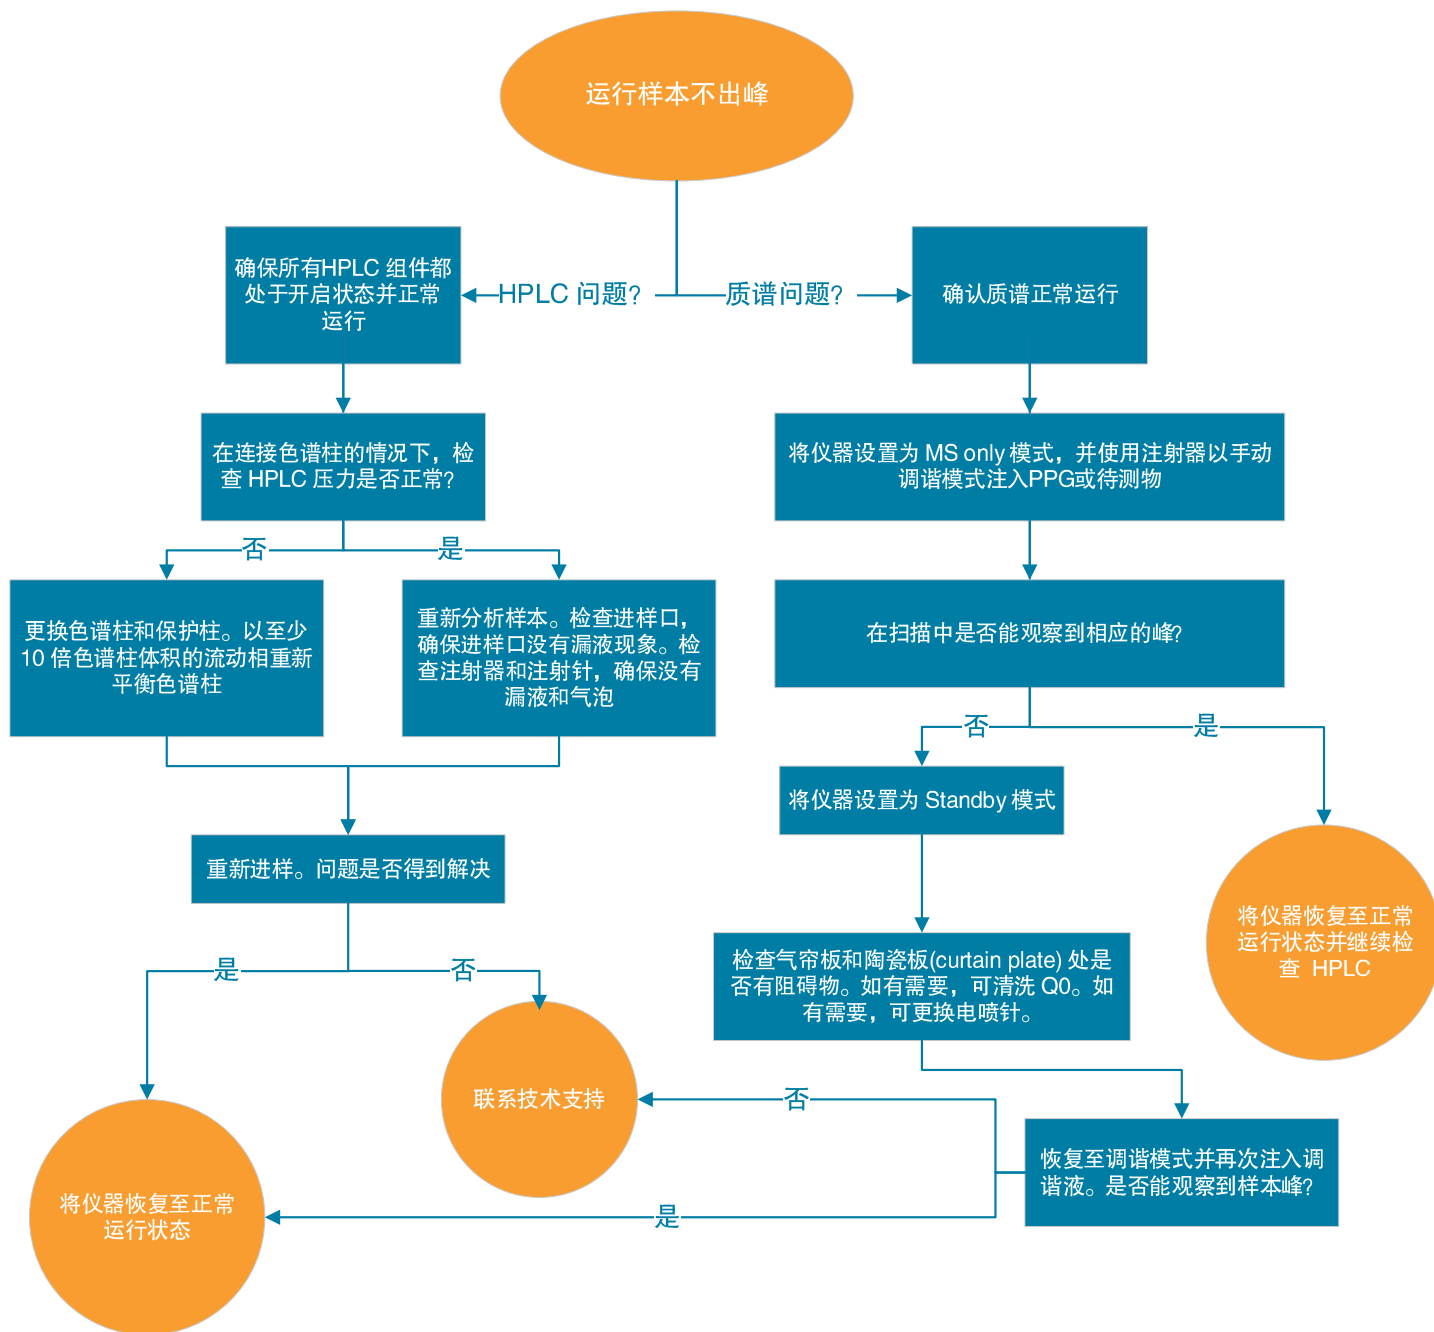 运行样本不出峰
确保所有HPLC 组件都
处于开启状态并正常
运行
HPLC 问题?
质谱问题?
确认质谱正常运行
在连接色谱柱的情况下，检
查 HPLC 压力是否正常?
将仪器设置为 MS only 模式，并使用注射器以手动
调谐模式注入PPG或待测物
否
是
更换色谱柱和保护柱。以至少
10 倍色谱柱体积的流动相重新
平衡色谱柱
重新分析样本。检查进样口，
确保进样口没有漏液现象。检
查注射器和注射针，确保没有
漏液和气泡
在扫描中是否能观察到相应的峰?
否
是
将仪器设置为 Standby 模式
重新进样。问题是否得到解决
将仪器恢复至正常
运行状态并继续检
查 HPLC
是
否
检查气帘板和陶瓷板(curtain plate) 处是
否有阻碍物。如有需要，可清洗 Q0。如
有需要，可更换电喷针。
联系技术支持
否
恢复至调谐模式并再次注入调
谐液。是否能观察到样本峰?
将仪器恢复至正常
运行状态
是